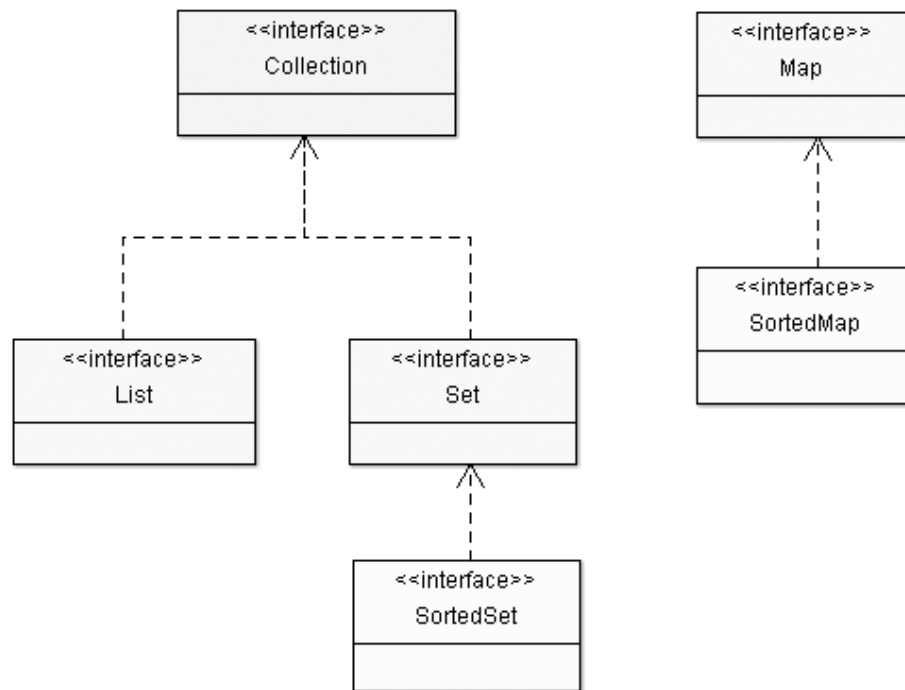 <<interface>>
Collection
<<interface>>
Map
<<interface>>
SortedMap
<<interface>>
List
<<interface>>
Set
<<interface>>
SortedSet